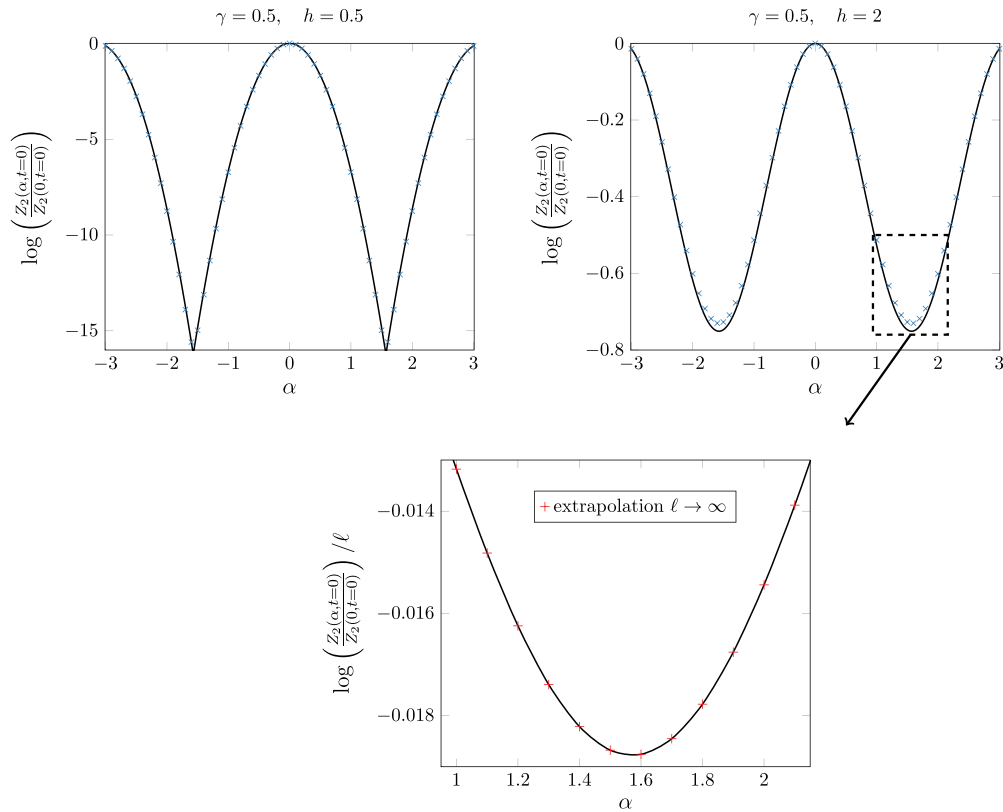 γ = 0.5, h = 0.5
0
−5
−10
−15
−3 −2 −1 0 1 2 3
α
log (Z₂(α,t=0)/Z₂(0,t=0))
γ = 0.5, h = 2
0
−0.2
−0.4
−0.6
−0.8
−3 −2 −1 0 1 2 3
α
log (Z₂(α,t=0)/Z₂(0,t=0))
extrapolation ℓ → ∞
−0.014
−0.016
−0.018
1 1.2 1.4 1.6 1.8 2
α
log (Z₂(α,t=0)/Z₂(0,t=0)) /ℓ